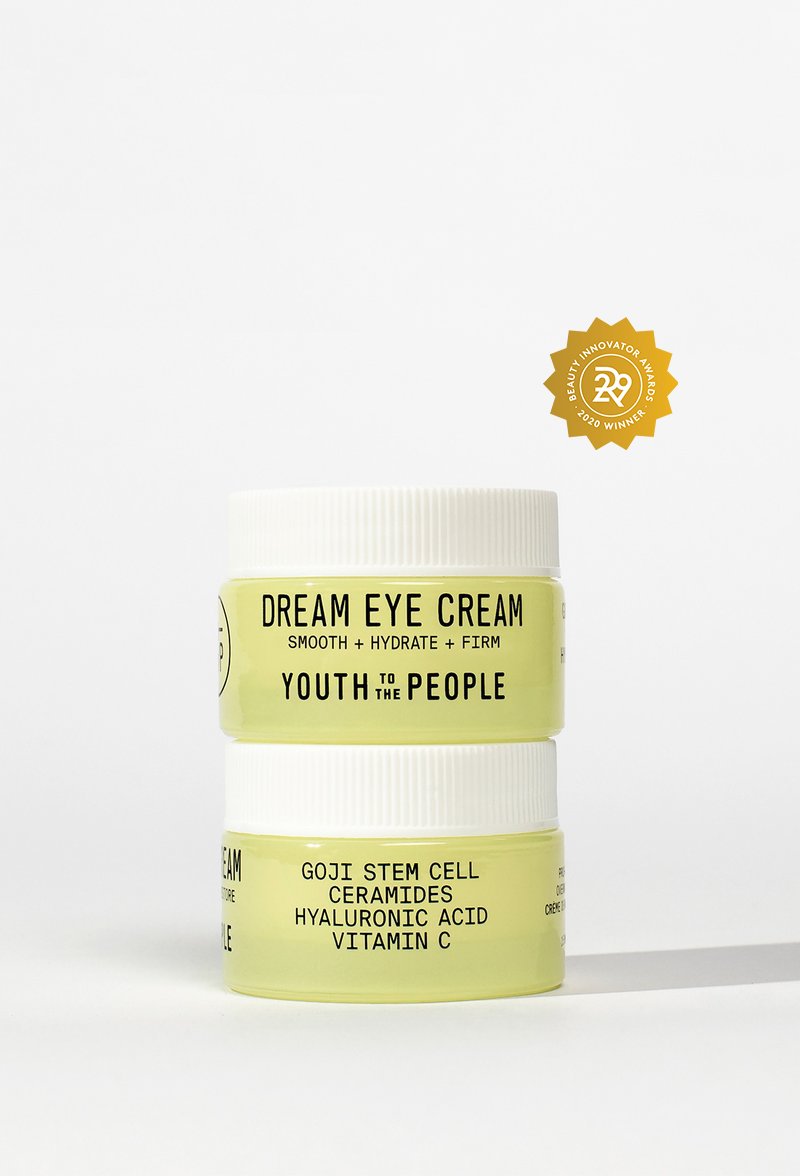 BEAUTY INNOVATOR AWARDS
R29
· 2020 WINNER ·
DREAM EYE CREAM
SMOOTH + HYDRATE + FIRM
YOUTH TO THE PEOPLE
GOJI STEM CELL
CERAMIDES
HYALURONIC ACID
VITAMIN C